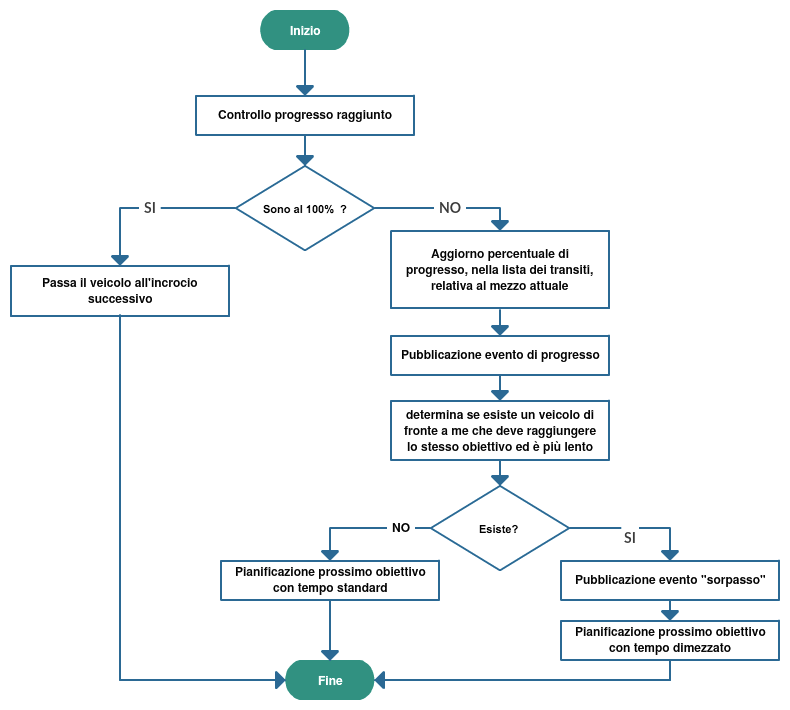 Inizio
Controllo progresso raggiunto
Sono al 100% ?
SI
NO
Aggiorno percentuale di
progresso, nella lista dei transiti,
relativa al mezzo attuale
Passa il veicolo all'incrocio
successivo
Pubblicazione evento di progresso
determina se esiste un veicolo di
fronte a me che deve raggiungere
lo stesso obiettivo ed è più lento
Esiste?
NO
SI
Pianificazione prossimo obiettivo
con tempo standard
Pubblicazione evento "sorpasso"
Pianificazione prossimo obiettivo
con tempo dimezzato
Fine